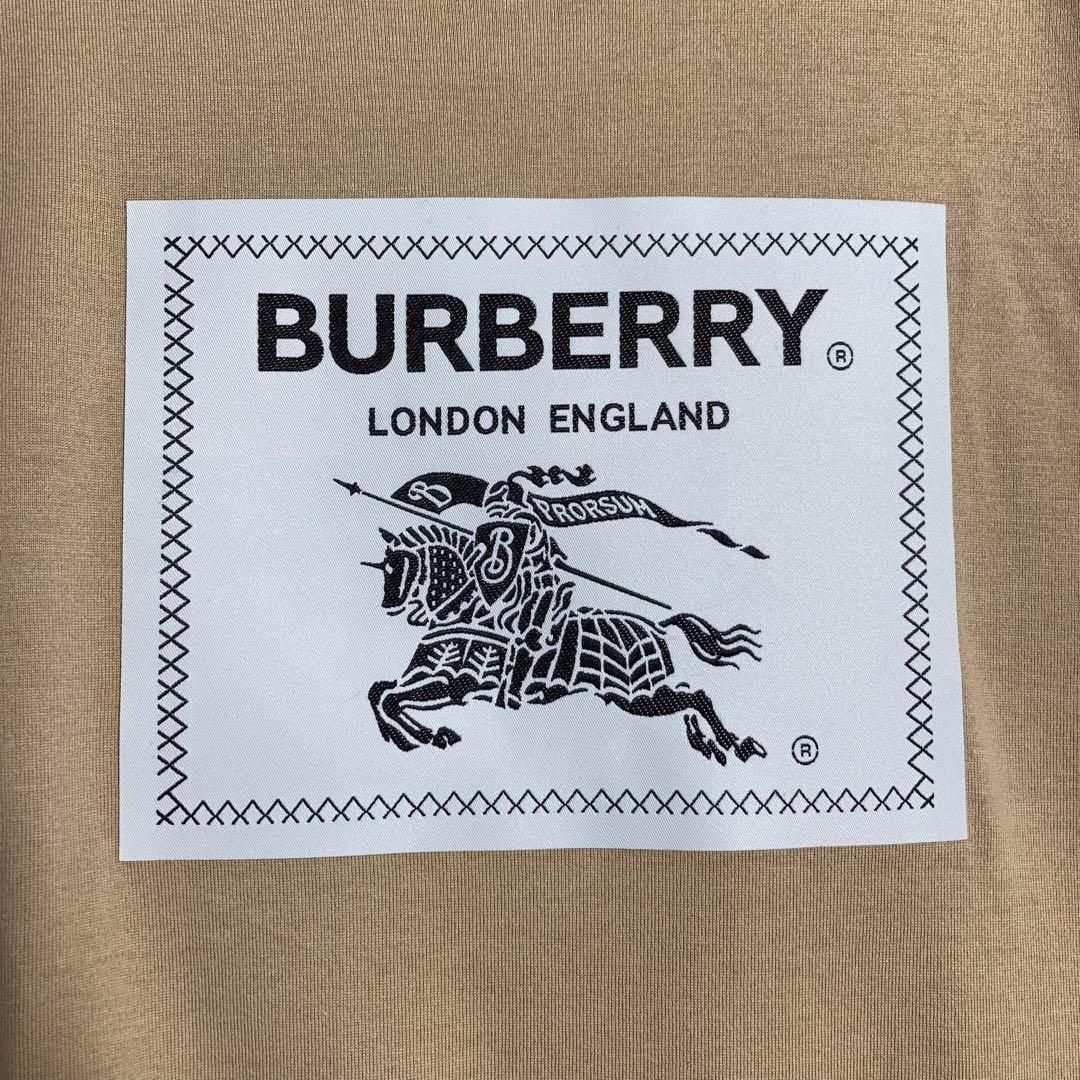 BURBERRY®
LONDON ENGLAND
B PRORSUM
B
®